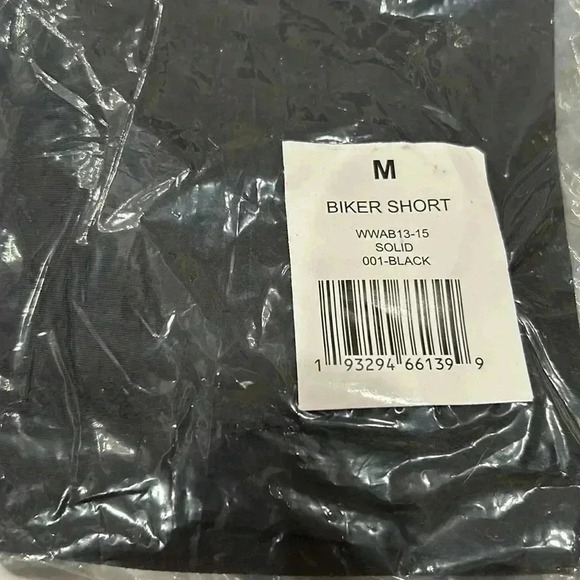 M
BIKER SHORT
WWAB13-15
SOLID
001-BLACK
1 93294 66139 9